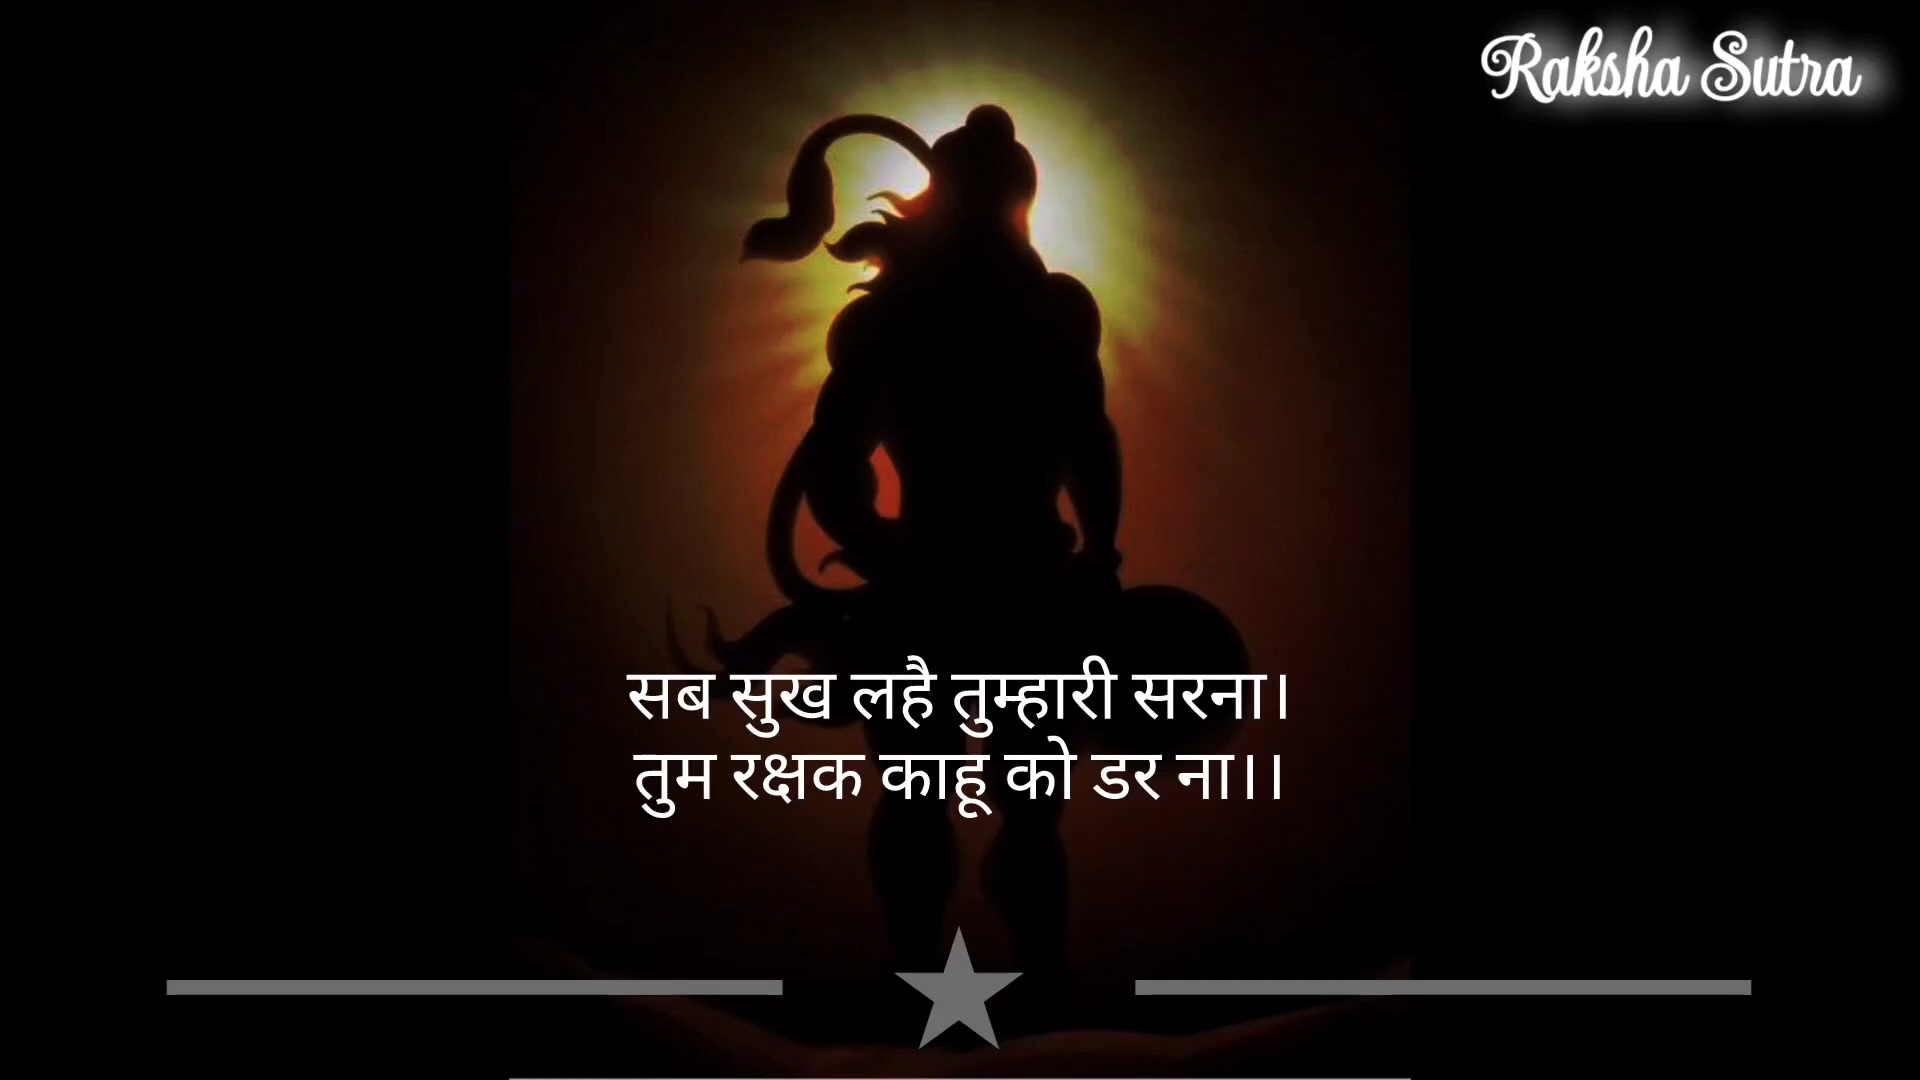 Raksha Sutra
सब सुख लहै तुम्हारी सरना।
तुम रक्षक काहू को डर ना।।